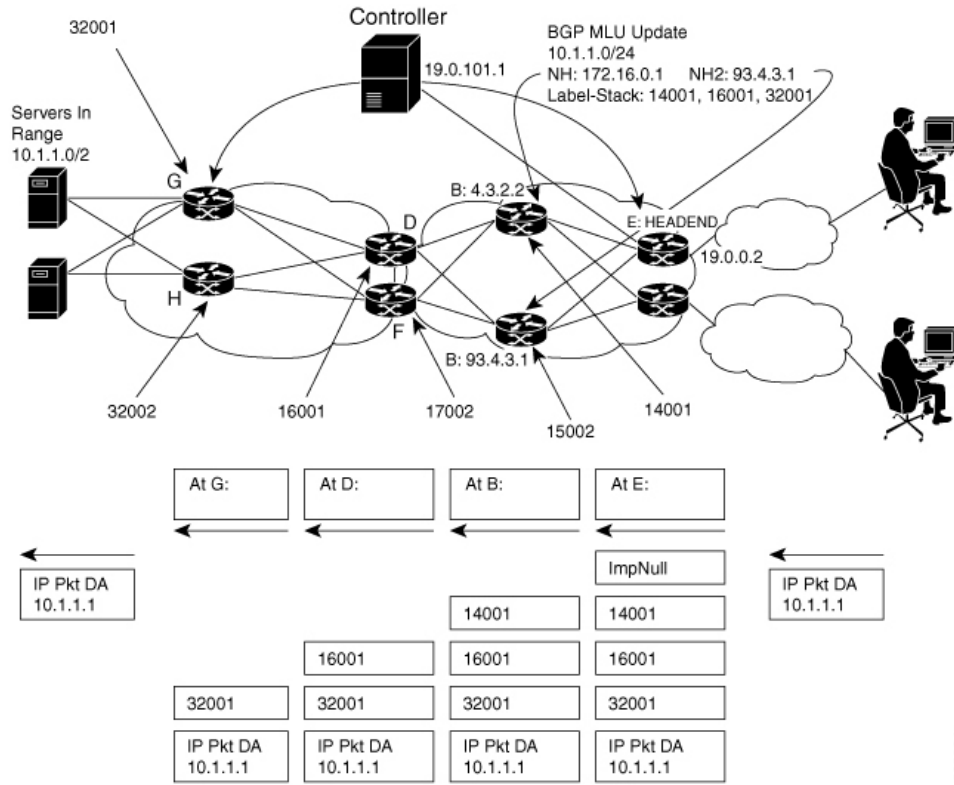 Controller
32001
BGP MLU Update
10.1.1.0/24
NH: 172.16.0.1 NH2: 93.4.3.1
Label-Stack: 14001, 16001, 32001
19.0.101.1
Servers In
Range
10.1.1.0/2
G
B: 4.3.2.2
D
E: HEADEND
19.0.0.2
H
F
B: 93.4.3.1
32002
16001
17002
15002
14001
At G:
At D:
At B:
At E:
ImpNull
IP Pkt DA
10.1.1.1
IP Pkt DA
10.1.1.1
14001
14001
16001
16001
16001
32001
32001
32001
32001
IP Pkt DA
10.1.1.1
IP Pkt DA
10.1.1.1
IP Pkt DA
10.1.1.1
IP Pkt DA
10.1.1.1